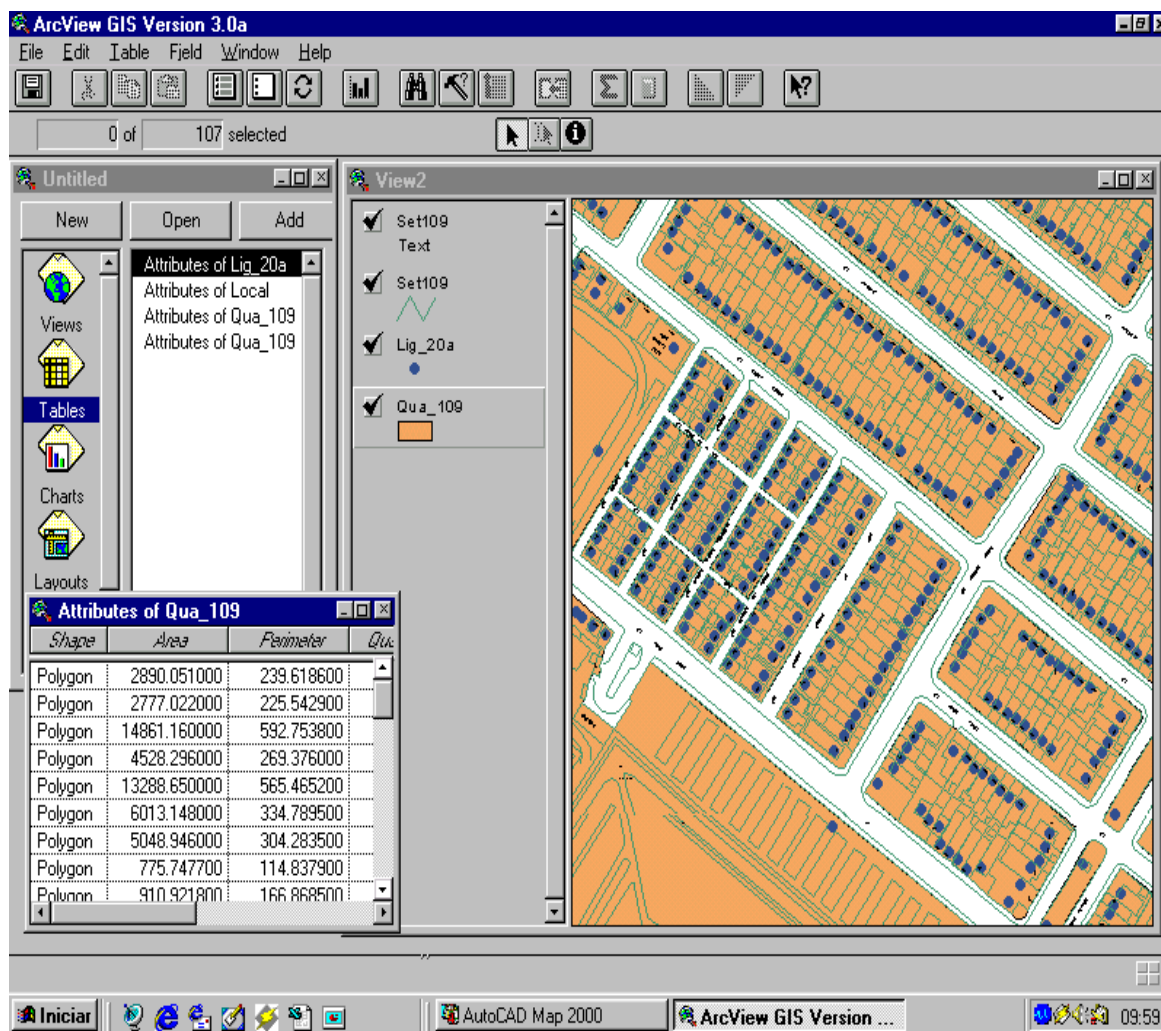 ArcView GIS Version 3.0a
File Edit Table Field Window Help
0 of 107 selected
Untitled
New Open Add
Views
Tables
Charts
Layouts
Attributes of Lig_20a
Attributes of Local
Attributes of Qua_109
Attributes of Qua_109
View2
Set109
Text
Set109
Lig_20a
Qua_109
Attributes of Qua_109
Shape Area Perimeter Qua
Polygon 2890.051000 239.618600
Polygon 2777.022000 225.542900
Polygon 14861.160000 592.753800
Polygon 4528.296000 269.376000
Polygon 13288.650000 565.465200
Polygon 6013.148000 334.789500
Polygon 5048.946000 304.283500
Polygon 775.747700 114.837900
Polygon 910.921800 166.868500
Iniciar AutoCAD Map 2000 ArcView GIS Version ... 09:59